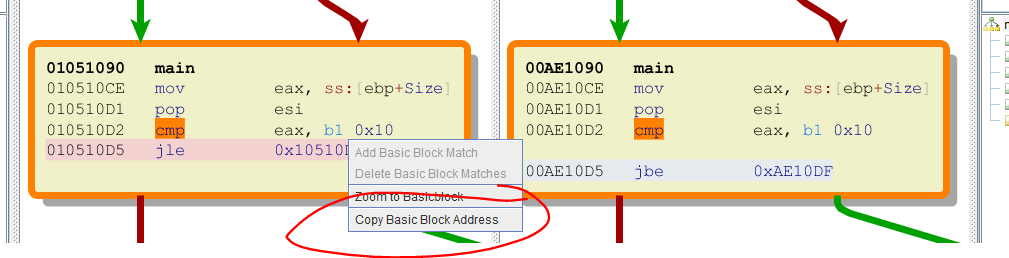 01051090 main
010510CE mov eax, ss:[ebp+Size]
010510D1 pop esi
010510D2 cmp eax, b1 0x10
010510D5 jle 0x10510D
Add Basic Block Match
Delete Basic Block Matches
Zoom to Basicblock
Copy Basic Block Address
00AE1090 main
00AE10CE mov eax, ss:[ebp+Size]
00AE10D1 pop esi
00AE10D2 cmp eax, b1 0x10
00AE10D5 jbe 0xAE10DF